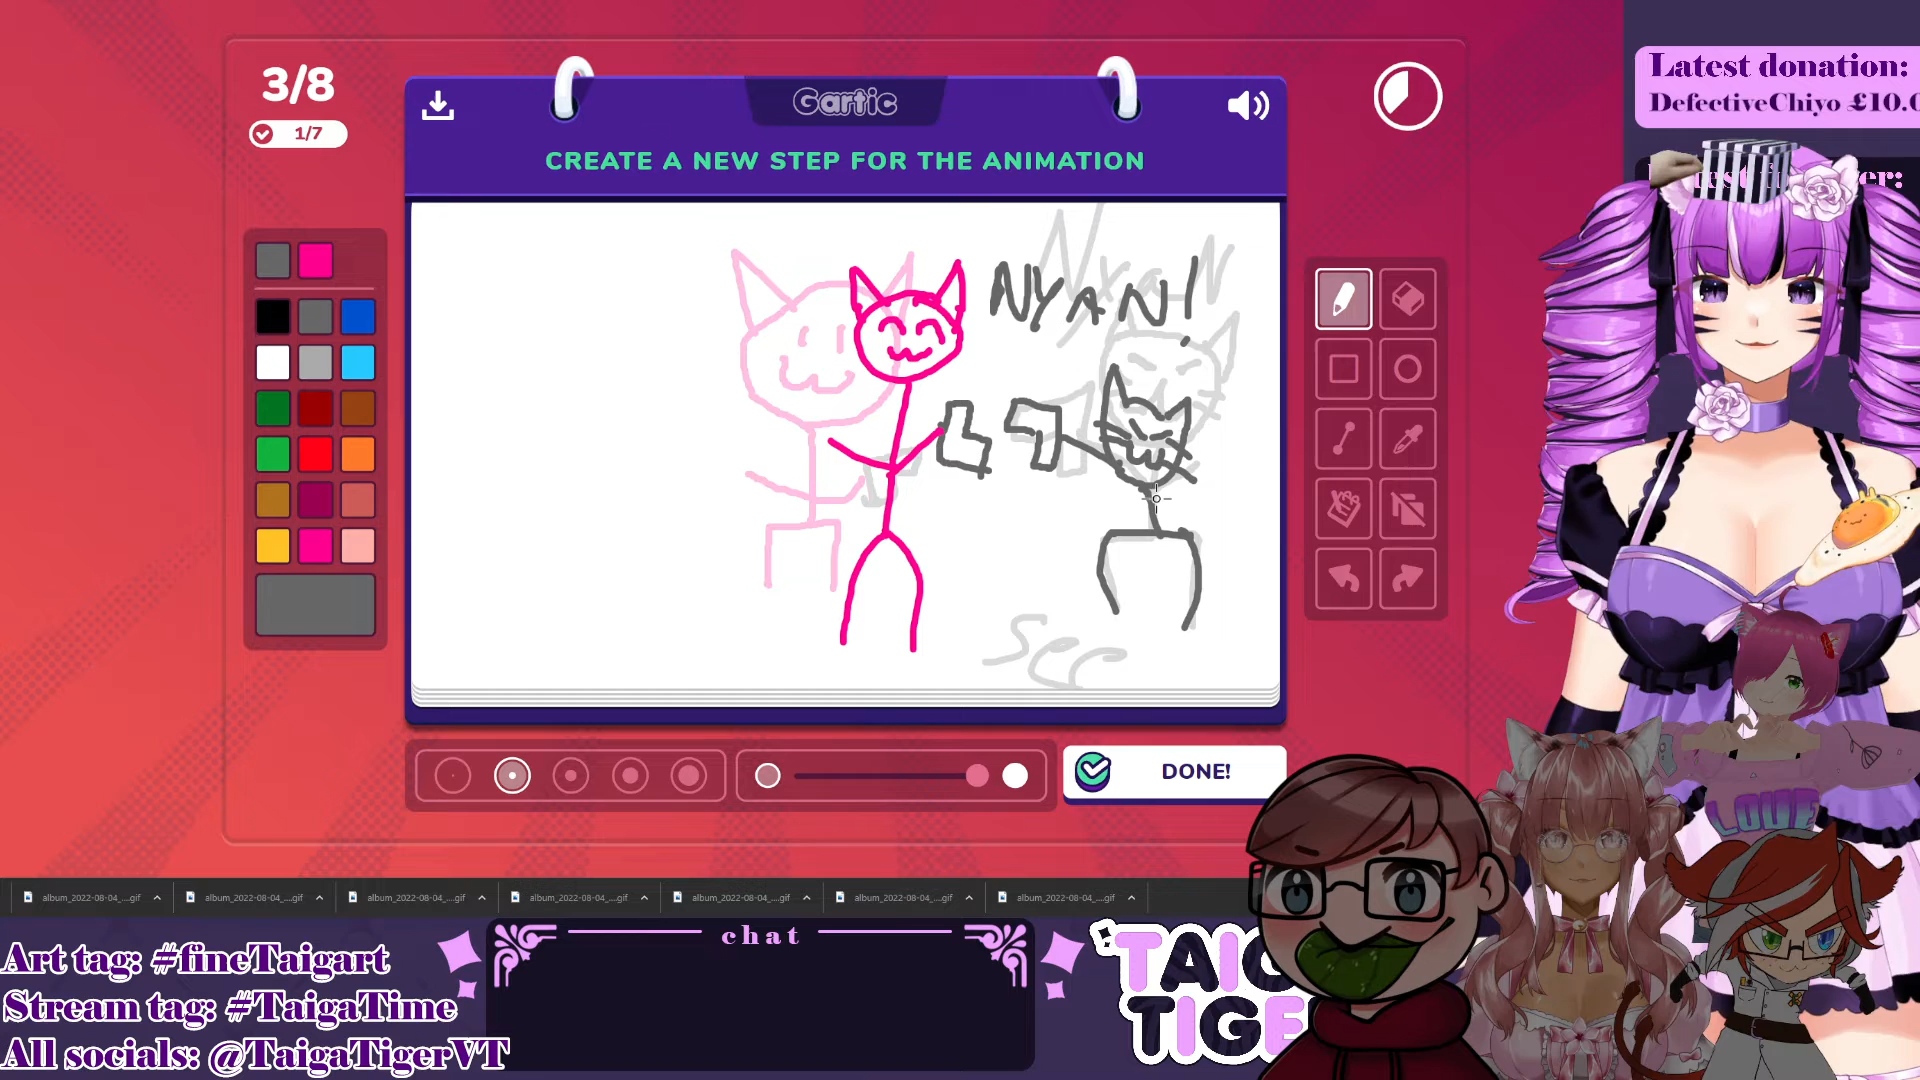 3/8
1/7
Gartic
CREATE A NEW STEP FOR THE ANIMATION
NYAN!
DONE!
Latest donation:
DefectiveChiyo £10.0
er:
LOVE
album_2022-08-04_....gif
album_2022-08-04_....gif
album_2022-08-04_....gif
album_2022-08-04_....gif
album_2022-08-04_....gif
album_2022-08-04_....gif
album_2022-08-04_....gif
Art tag: #fineTaigart
Stream tag: #TaigaTime
All socials: @TaigaTigerVT
chat
TAIG
TIGE